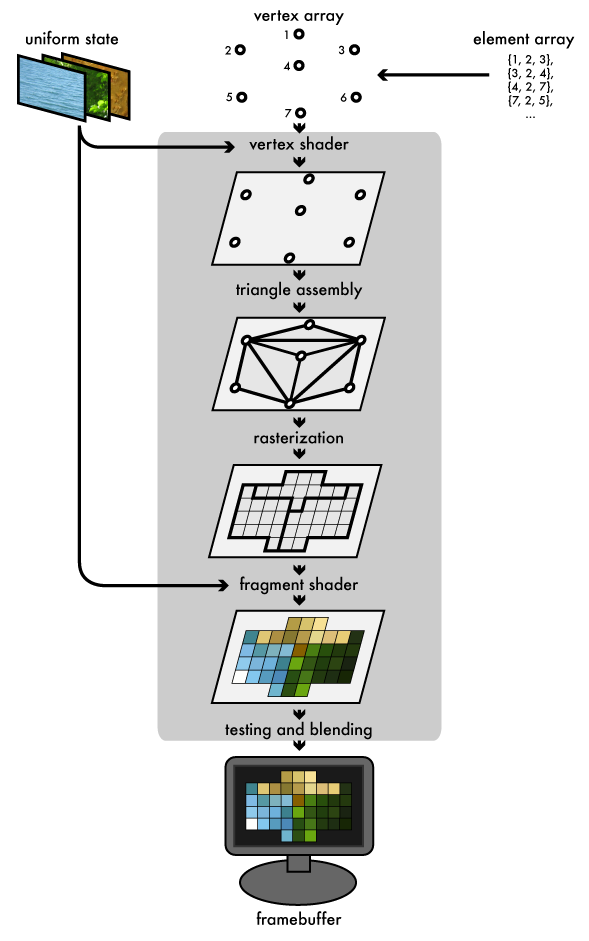 vertex array
uniform state
element array
1
2
3
4
5
6
7
{1, 2, 3},
{3, 2, 4},
{4, 2, 7},
{7, 2, 5},
...
vertex shader
triangle assembly
rasterization
fragment shader
testing and blending
framebuffer